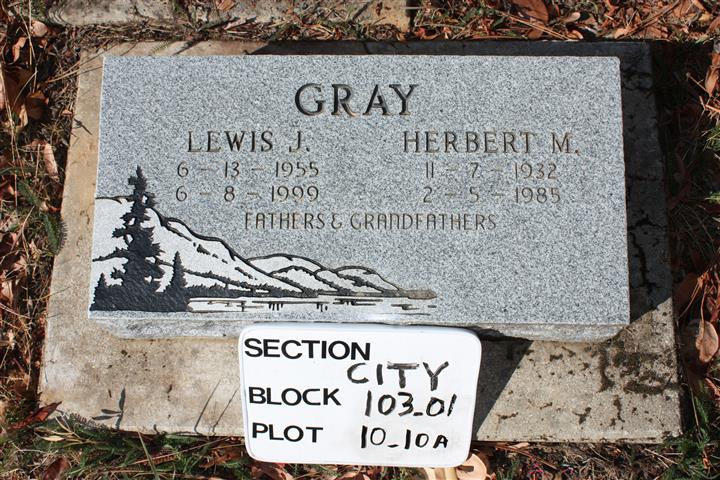 GRAY
LEWIS J. HERBERT M.
6 - 13 - 1955 11 - 7 - 1932
6 - 8 - 1999 2 - 5 - 1985
FATHERS & GRANDFATHERS
SECTION CITY
BLOCK 103-01
PLOT 10-10A